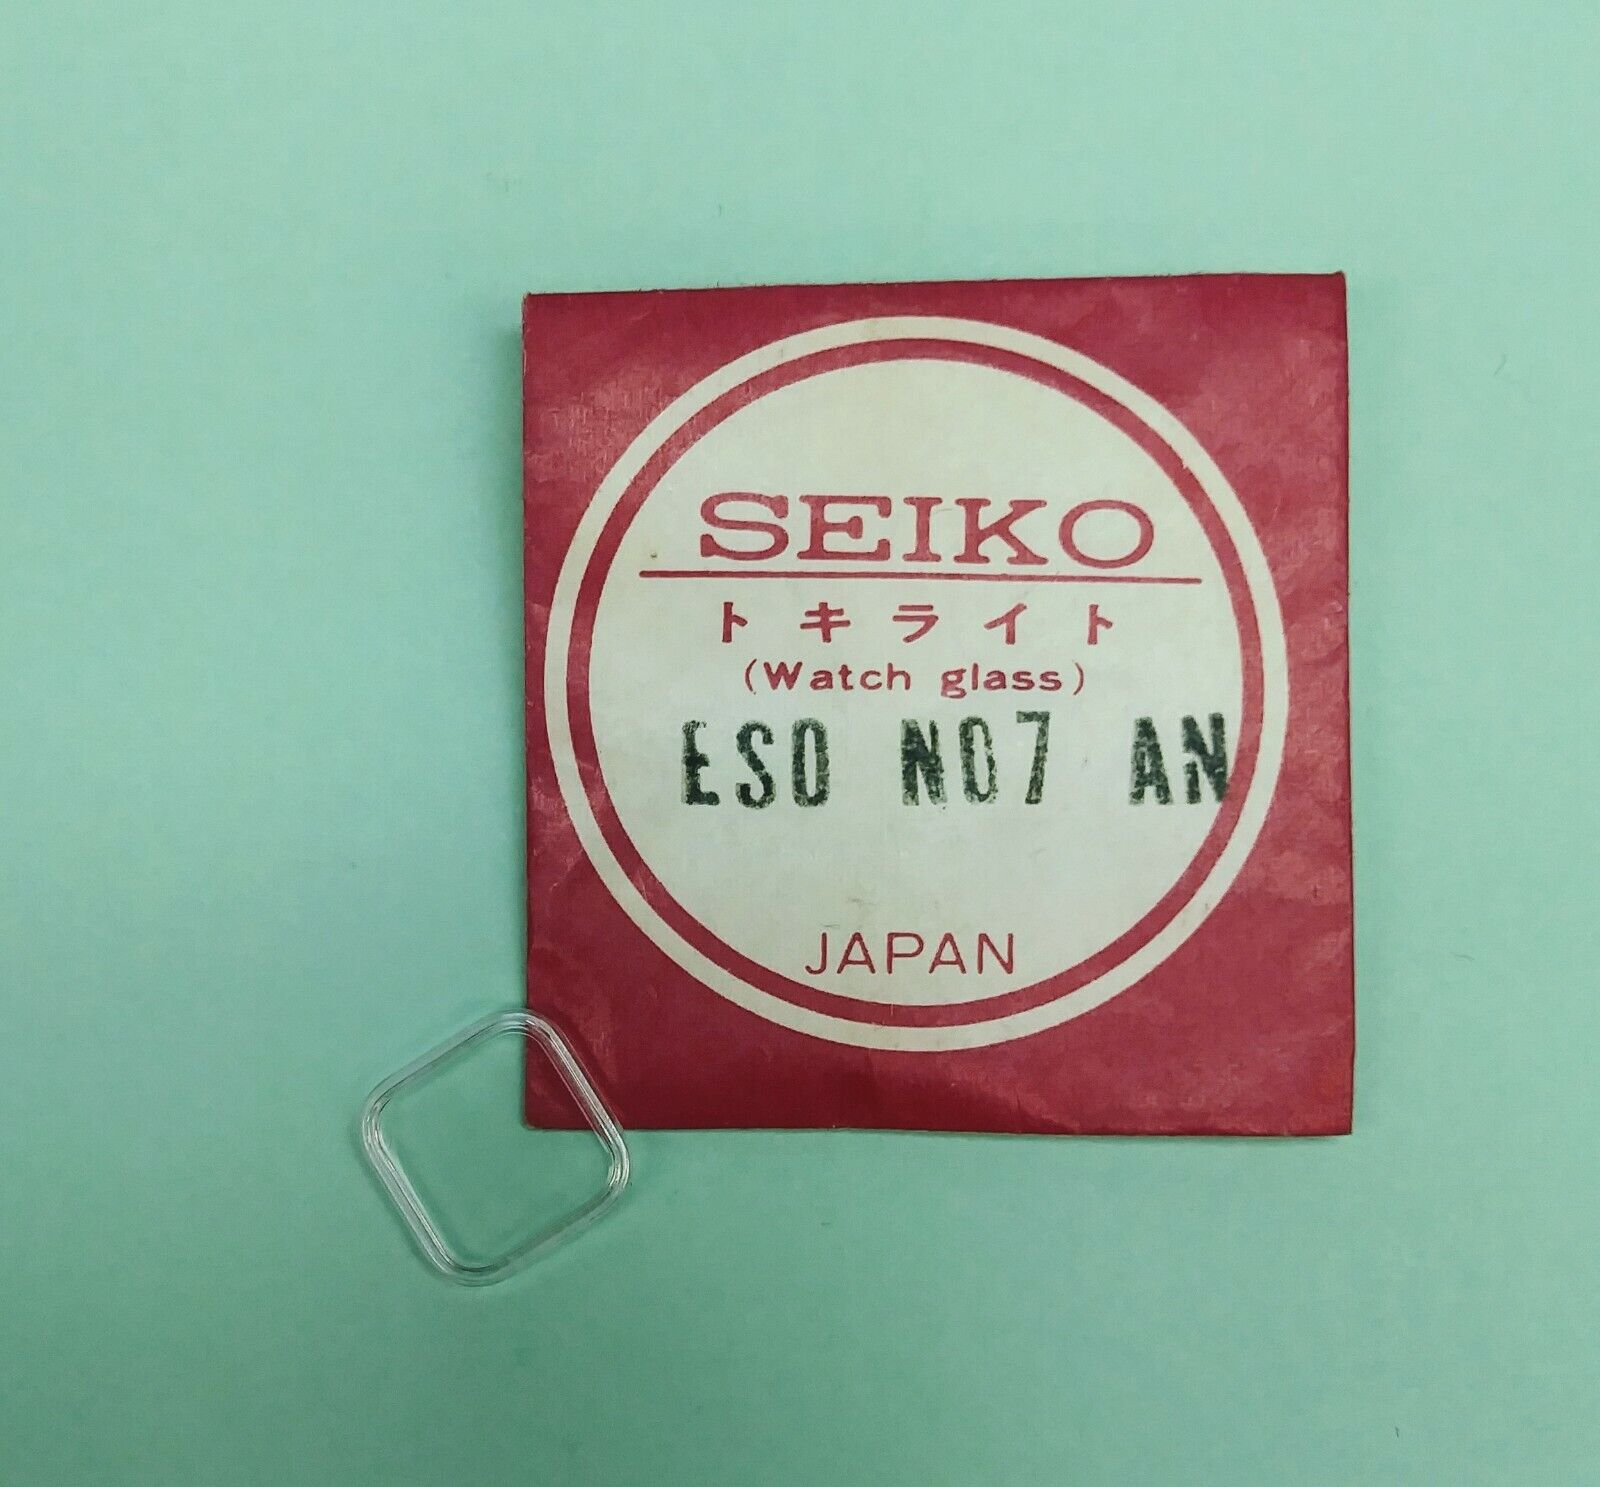 SEIKO
トキライト
(Watch glass)
ES0 N07 AN
JAPAN